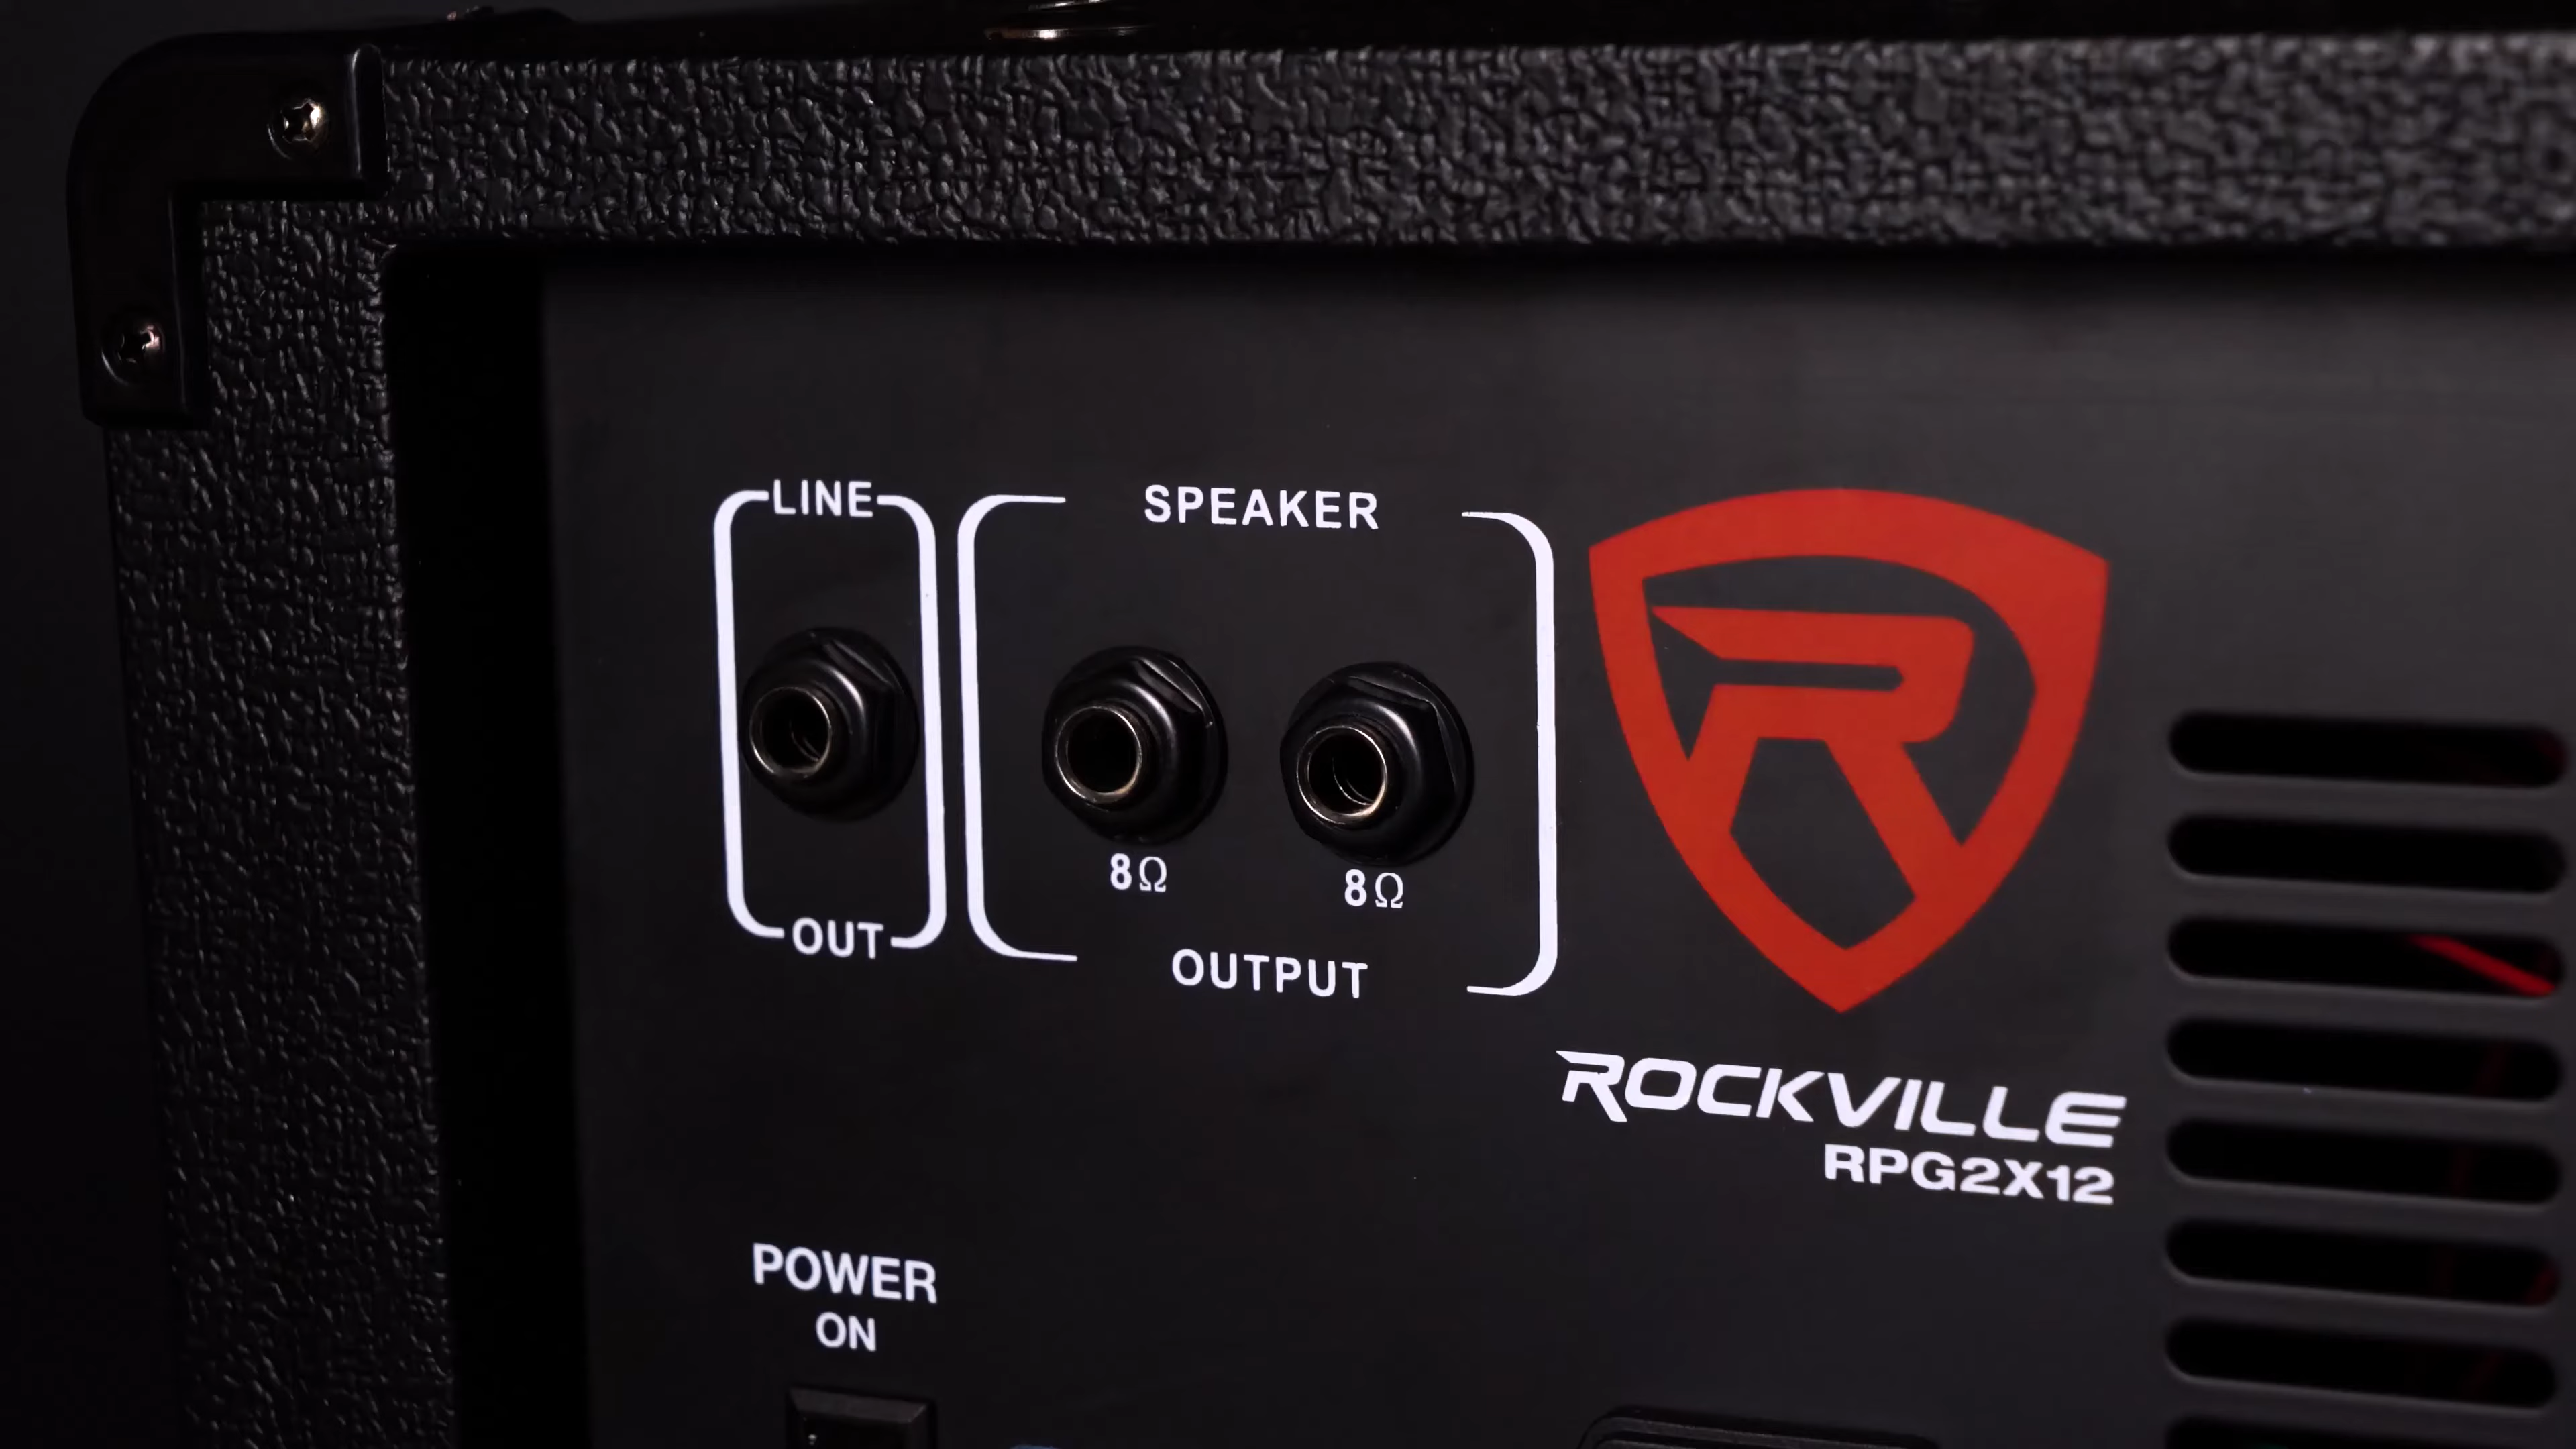 LINE
OUT
SPEAKER
8Ω 8Ω
OUTPUT
ROCKVILLE
RPG2X12
POWER
ON